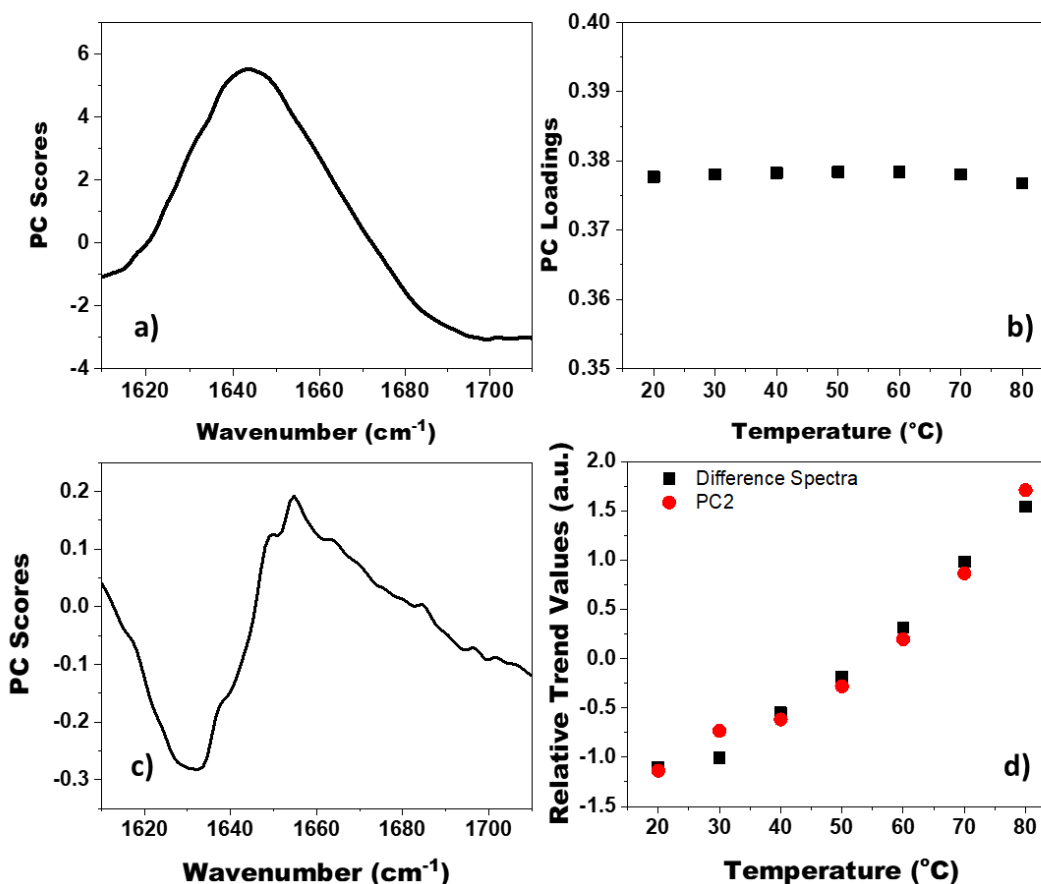 PC Scores
6
4
2
0
-2
-4
a)
1620 1640 1660 1680 1700
Wavenumber (cm⁻¹)
PC Loadings
0.40
0.39
0.38
0.37
0.36
0.35
b)
20 30 40 50 60 70 80
Temperature (°C)
PC Scores
0.2
0.1
0.0
-0.1
-0.2
-0.3
c)
1620 1640 1660 1680 1700
Wavenumber (cm⁻¹)
Relative Trend Values (a.u.)
2.0
1.5
1.0
0.5
0.0
-0.5
-1.0
-1.5
Difference Spectra
PC2
d)
20 30 40 50 60 70 80
Temperature (°C)